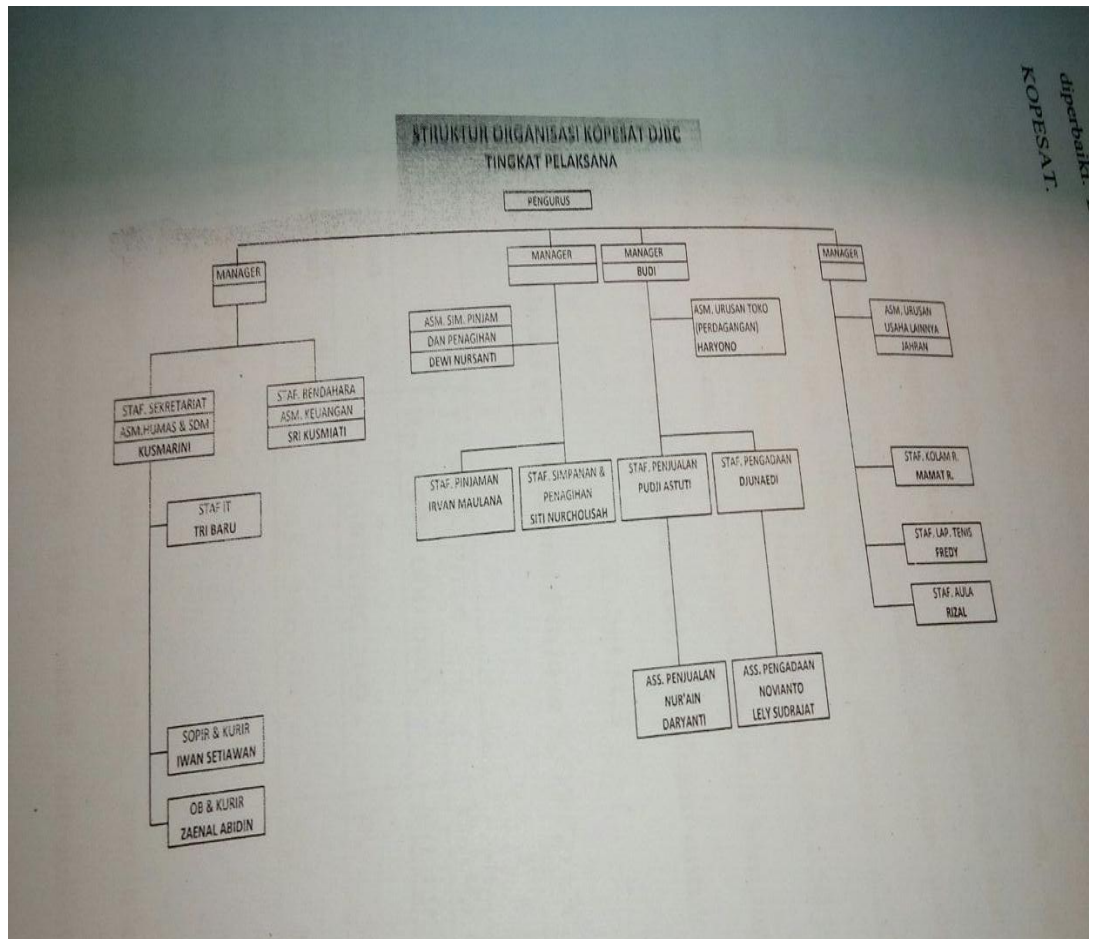 diperbaiki.
KOPESAT.
STRUKTUR ORGANISASI KOPESAT DJBC
TINGKAT PELAKSANA
PENGURUS
MANAGER
MANAGER
MANAGER
BUDI
MANAGER
ASM. SIM. PINJAM
DAN PENAGIHAN
DEWI NURSANTI
ASM. URUSAN TOKO
(PERDAGANGAN)
HARYONO
ASM. URUSAN
USAHA LAINNYA
JAHRAN
STAF. SEKRETARIAT
ASM.HUMAS & SDM
KUSMARINI
STAF. BENDAHARA
ASM. KEUANGAN
SRI KUSMIATI
STAF. PINJAMAN
IRVAN MAULANA
STAF. SIMPANAN &
PENAGIHAN
SITI NURCHOLISAH
STAF. PENJUALAN
PUDJI ASTUTI
STAF. PENGADAAN
DJUNAEDI
STAF. KOLAM R.
MAMAT R.
STAF IT
TRI BARU
STAF. LAP. TENIS
FREDY
STAF. AULA
RIZAL
ASS. PENJUALAN
NUR'AIN
DARYANTI
ASS. PENGADAAN
NOVIANTO
LELY SUDRAJAT
SOPIR & KURIR
IWAN SETIAWAN
OB & KURIR
ZAENAL ABIDIN